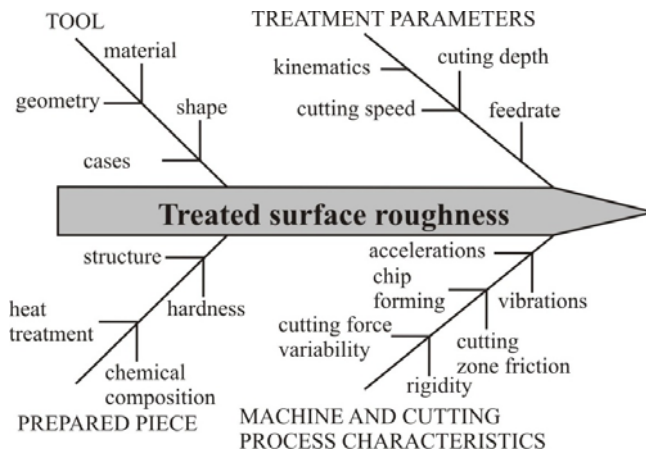 TOOL
material
geometry
shape
cases
TREATMENT PARAMETERS
kinematics
cuting depth
cutting speed
feedrate
Treated surface roughness
structure
hardness
heat
treatment
chemical
composition
PREPARED PIECE
accelerations
chip
forming
vibrations
cutting force
variability
cutting
zone friction
rigidity
MACHINE AND CUTTING
PROCESS CHARACTERISTICS